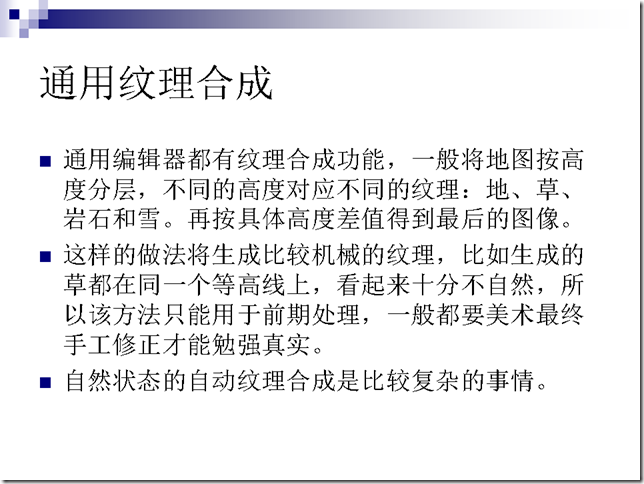 通用纹理合成
通用编辑器都有纹理合成功能，一般将地图按高
度分层，不同的高度对应不同的纹理：地、草、
岩石和雪。再按具体高度差值得到最后的图像。
这样的做法将生成比较机械的纹理，比如生成的
草都在同一个等高线上，看起来十分不自然，所
以该方法只能用于前期处理，一般都要美术最终
手工修正才能勉强真实。
自然状态的自动纹理合成是比较复杂的事情。